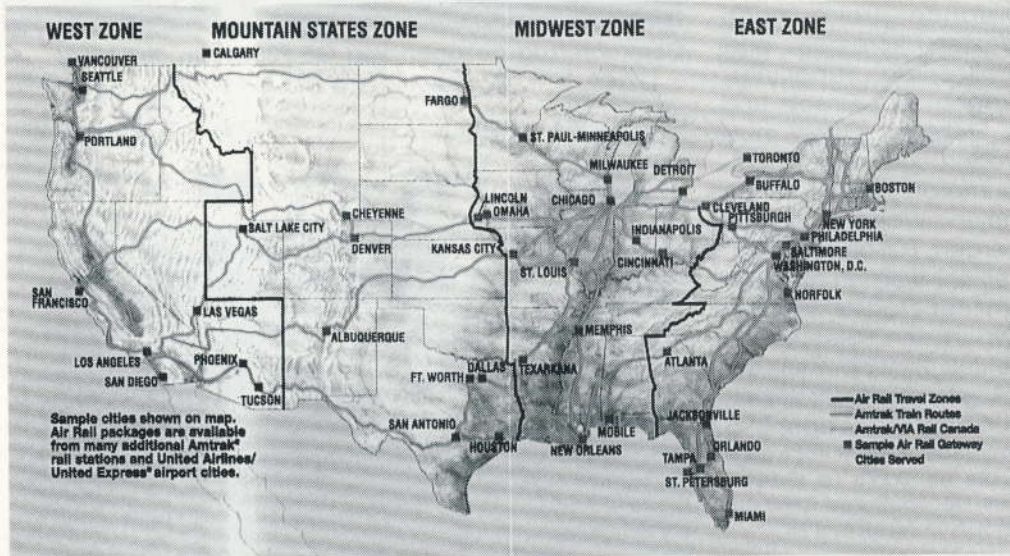 WEST ZONE
MOUNTAIN STATES ZONE
MIDWEST ZONE
EAST ZONE
CALGARY
VANCOUVER
SEATTLE
PORTLAND
FARGO
ST. PAUL-MINNEAPOLIS
MILWAUKEE
DETROIT
TORONTO
BUFFALO
BOSTON
CHICAGO
CLEVELAND
PITTSBURGH
NEW YORK
PHILADELPHIA
BALTIMORE
WASHINGTON, D.C.
LINCOLN
OMAHA
CHEYENNE
SALT LAKE CITY
DENVER
KANSAS CITY
INDIANAPOLIS
CINCINNATI
ST. LOUIS
NORFOLK
SAN
FRANCISCO
LAS VEGAS
ALBUQUERQUE
MEMPHIS
ATLANTA
LOS ANGELES
PHOENIX
SAN DIEGO
TUCSON
DALLAS
FT. WORTH
TEXARKANA
SAN ANTONIO
HOUSTON
NEW ORLEANS
MOBILE
JACKSONVILLE
ORLANDO
TAMPA
ST. PETERSBURG
MIAMI
Sample cities shown on map.
Air Rail packages are available
from many additional Amtrak®
rail stations and United Airlines/
United Express® airport cities.
Air Rail Travel Zones
Amtrak Train Routes
Amtrak/VIA Rail Canada
Sample Air Rail Gateway
Cities Served